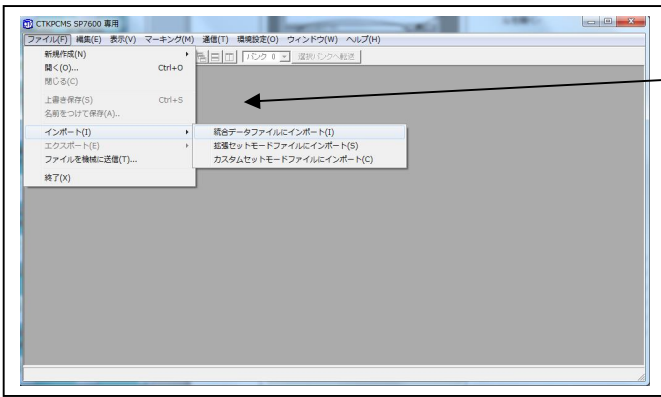 CTKPCMS SP7600 専用
ファイル(F) 編集(E) 表示(V) マーキング(M) 通信(T) 環境設定(O) ウィンドウ(W) ヘルプ(H)
新規作成(N)
バンク 0 選択バンクへ転送
開く(O)... Ctrl+O
閉じる(C)
上書き保存(S) Ctrl+S
名前をつけて保存(A)..
インポート(I) 統合データファイルにインポート(I)
エクスポート(E) 拡張セットモードファイルにインポート(S)
ファイルを機械に送信(T)... カスタムセットモードファイルにインポート(C)
終了(X)